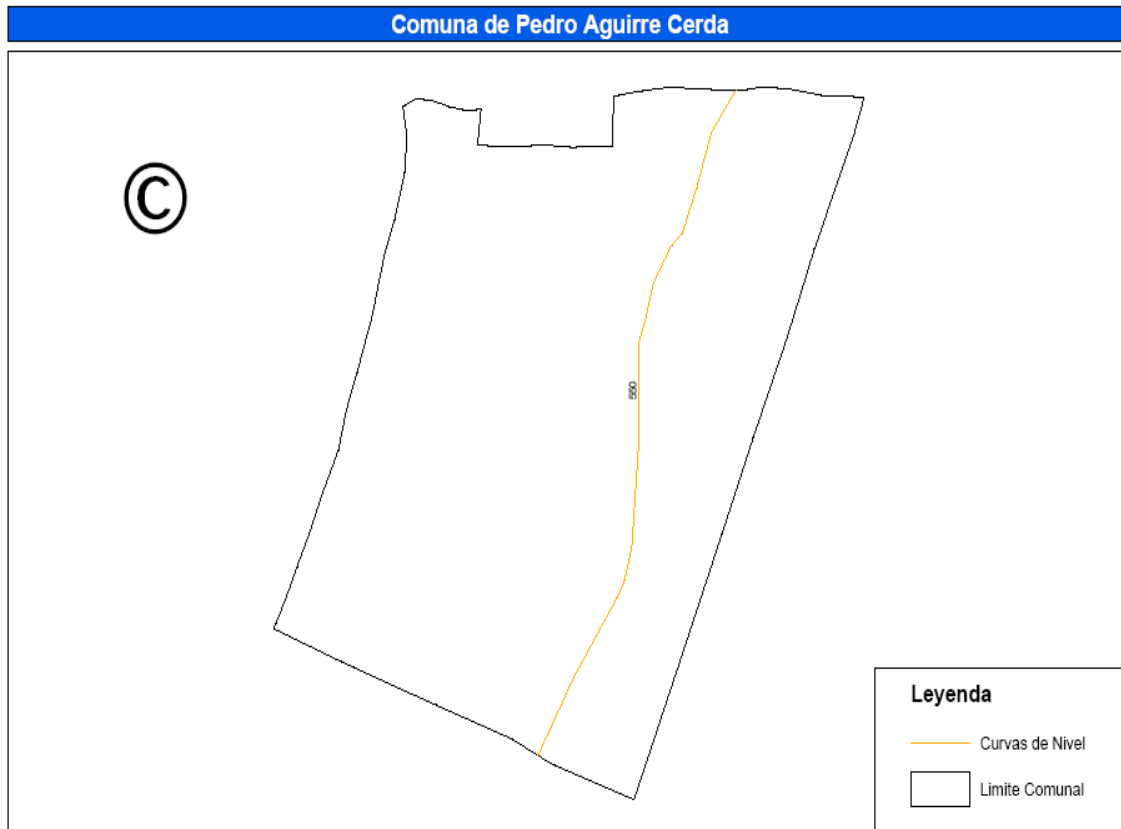 Comuna de Pedro Aguirre Cerda
©
550
Leyenda
Curvas de Nivel
Limite Comunal